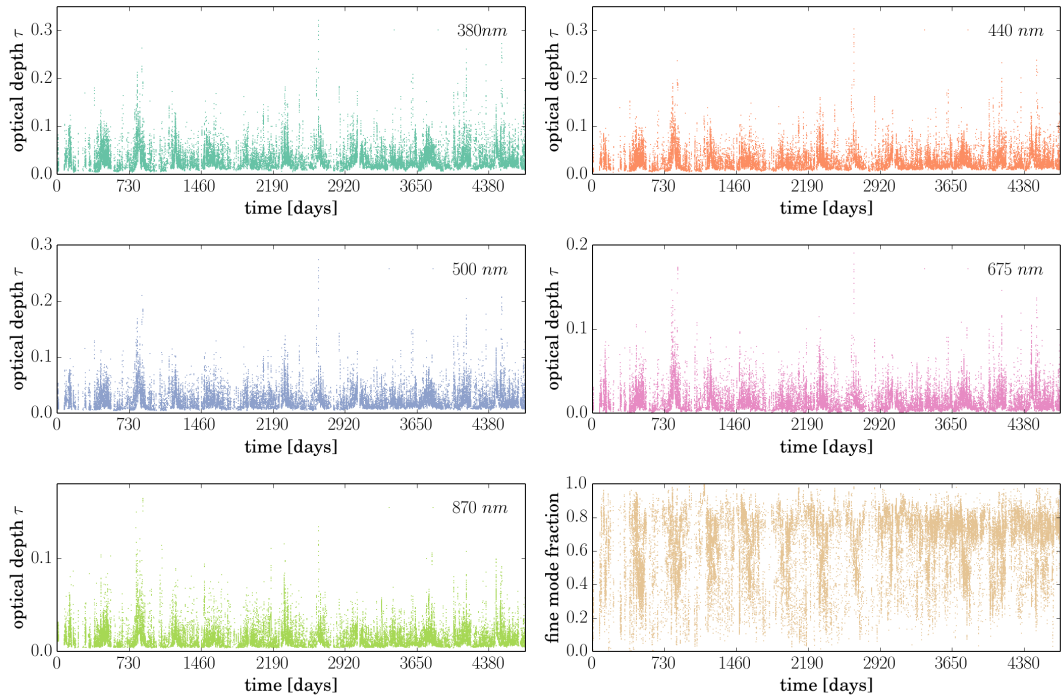 optical depth τ
0.3
0.2
0.1
0.0
380nm
0 730 1460 2190 2920 3650 4380
time [days]
optical depth τ
0.3
0.2
0.1
0.0
440 nm
0 730 1460 2190 2920 3650 4380
time [days]
optical depth τ
0.3
0.2
0.1
0.0
500 nm
0 730 1460 2190 2920 3650 4380
time [days]
optical depth τ
0.2
0.1
0.0
675 nm
0 730 1460 2190 2920 3650 4380
time [days]
optical depth τ
0.1
0.0
870 nm
0 730 1460 2190 2920 3650 4380
time [days]
fine mode fraction
1.0
0.8
0.6
0.4
0.2
0.0
0 730 1460 2190 2920 3650 4380
time [days]